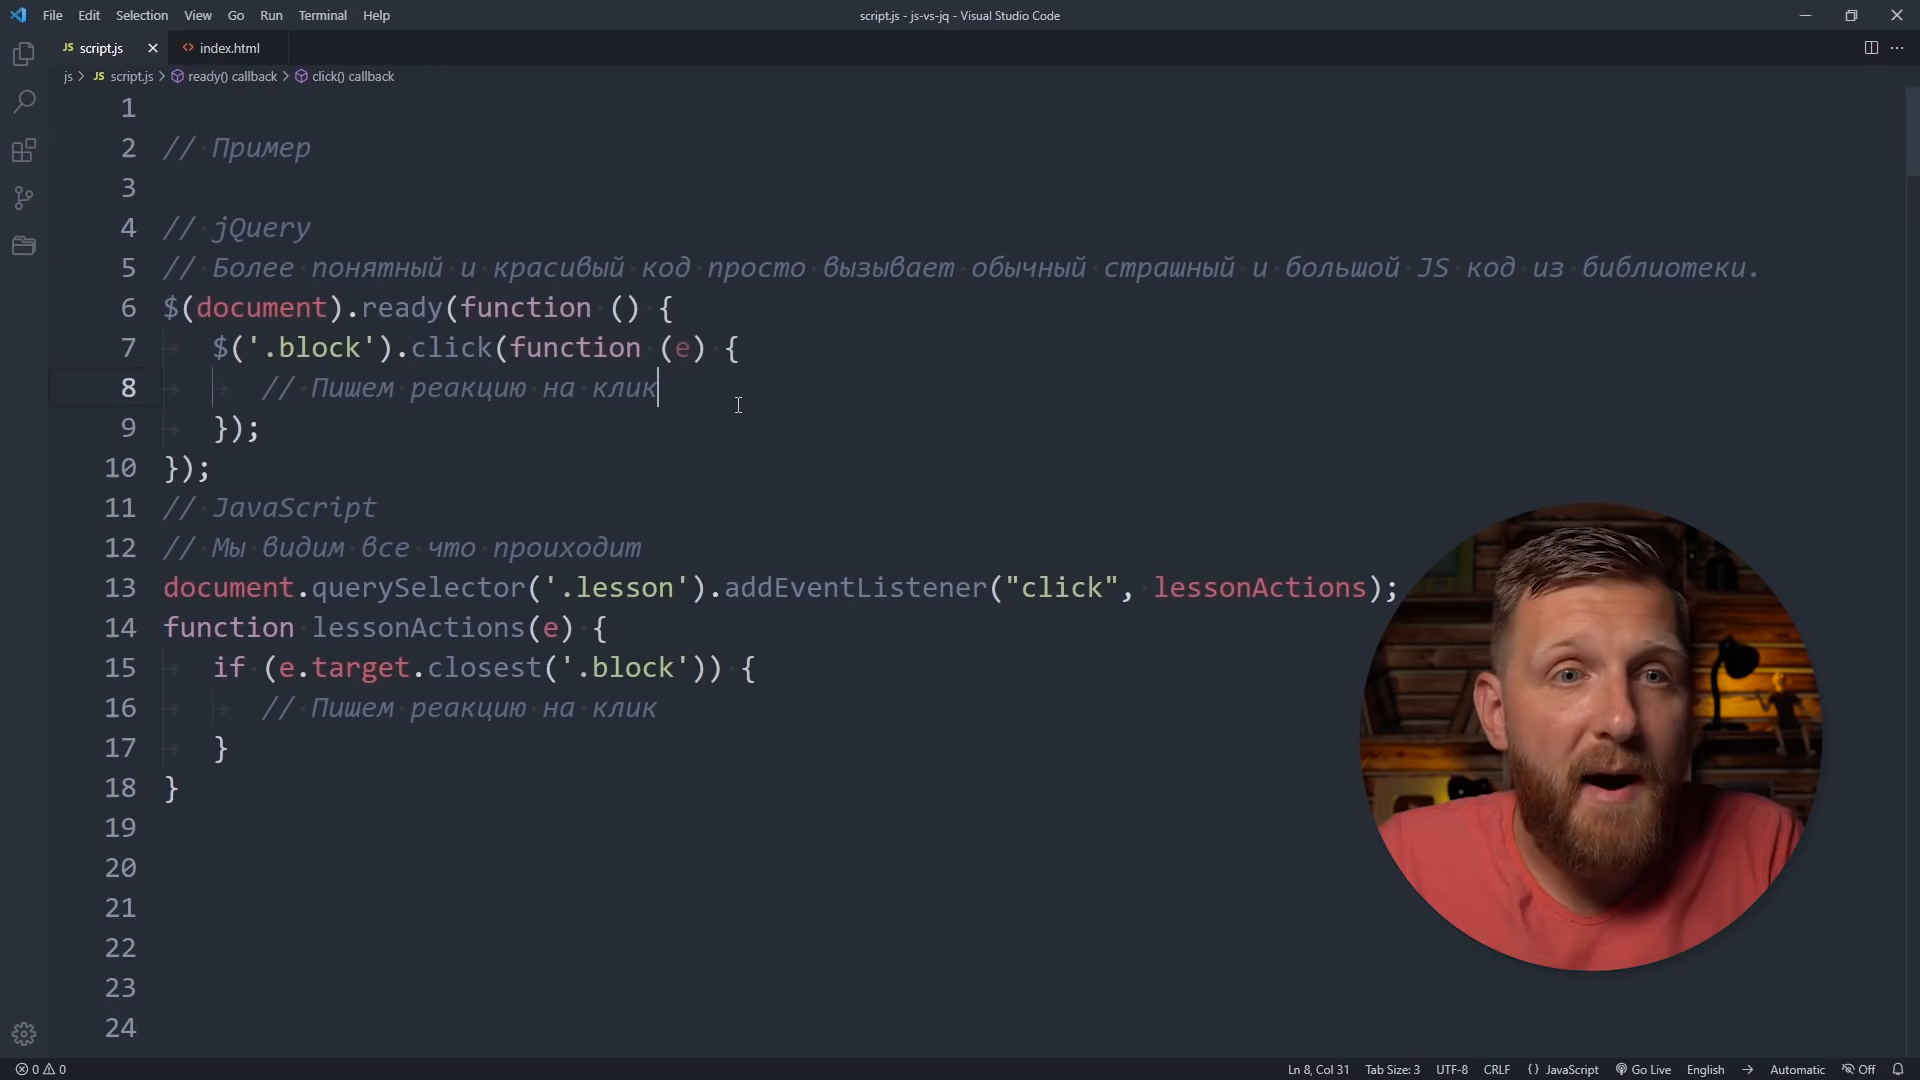 File Edit Selection View Go Run Terminal Help
script.js - js-vs-jq - Visual Studio Code
JS script.js
index.html
js > JS script.js > ready() callback > click() callback
1
2 // Пример
3
4 // jQuery
5 // Более понятный и красивый код просто вызывает обычный страшный и большой JS код из библиотеки.
6 $(document).ready(function () {
7 $('.block').click(function (e) {
8 // Пишем реакцию на клик
9 });
10 });
11 // JavaScript
12 // Мы видим все что проиходит
13 document.querySelector('.lesson').addEventListener("click", lessonActions);
14 function lessonActions(e) {
15 if (e.target.closest('.block')) {
16 // Пишем реакцию на клик
17 }
18 }
19
20
21
22
23
24
0 0 Ln 8, Col 31 Tab Size: 3 UTF-8 CRLF {} JavaScript Go Live English → Automatic Off